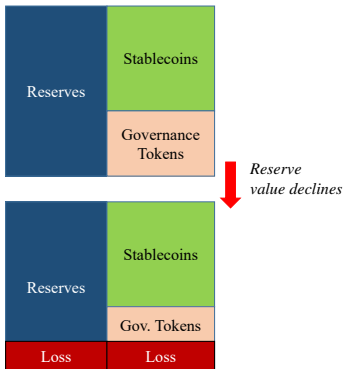 Reserves
Stablecoins
Governance
Tokens
Reserve
value declines
Reserves
Stablecoins
Gov. Tokens
Loss
Loss